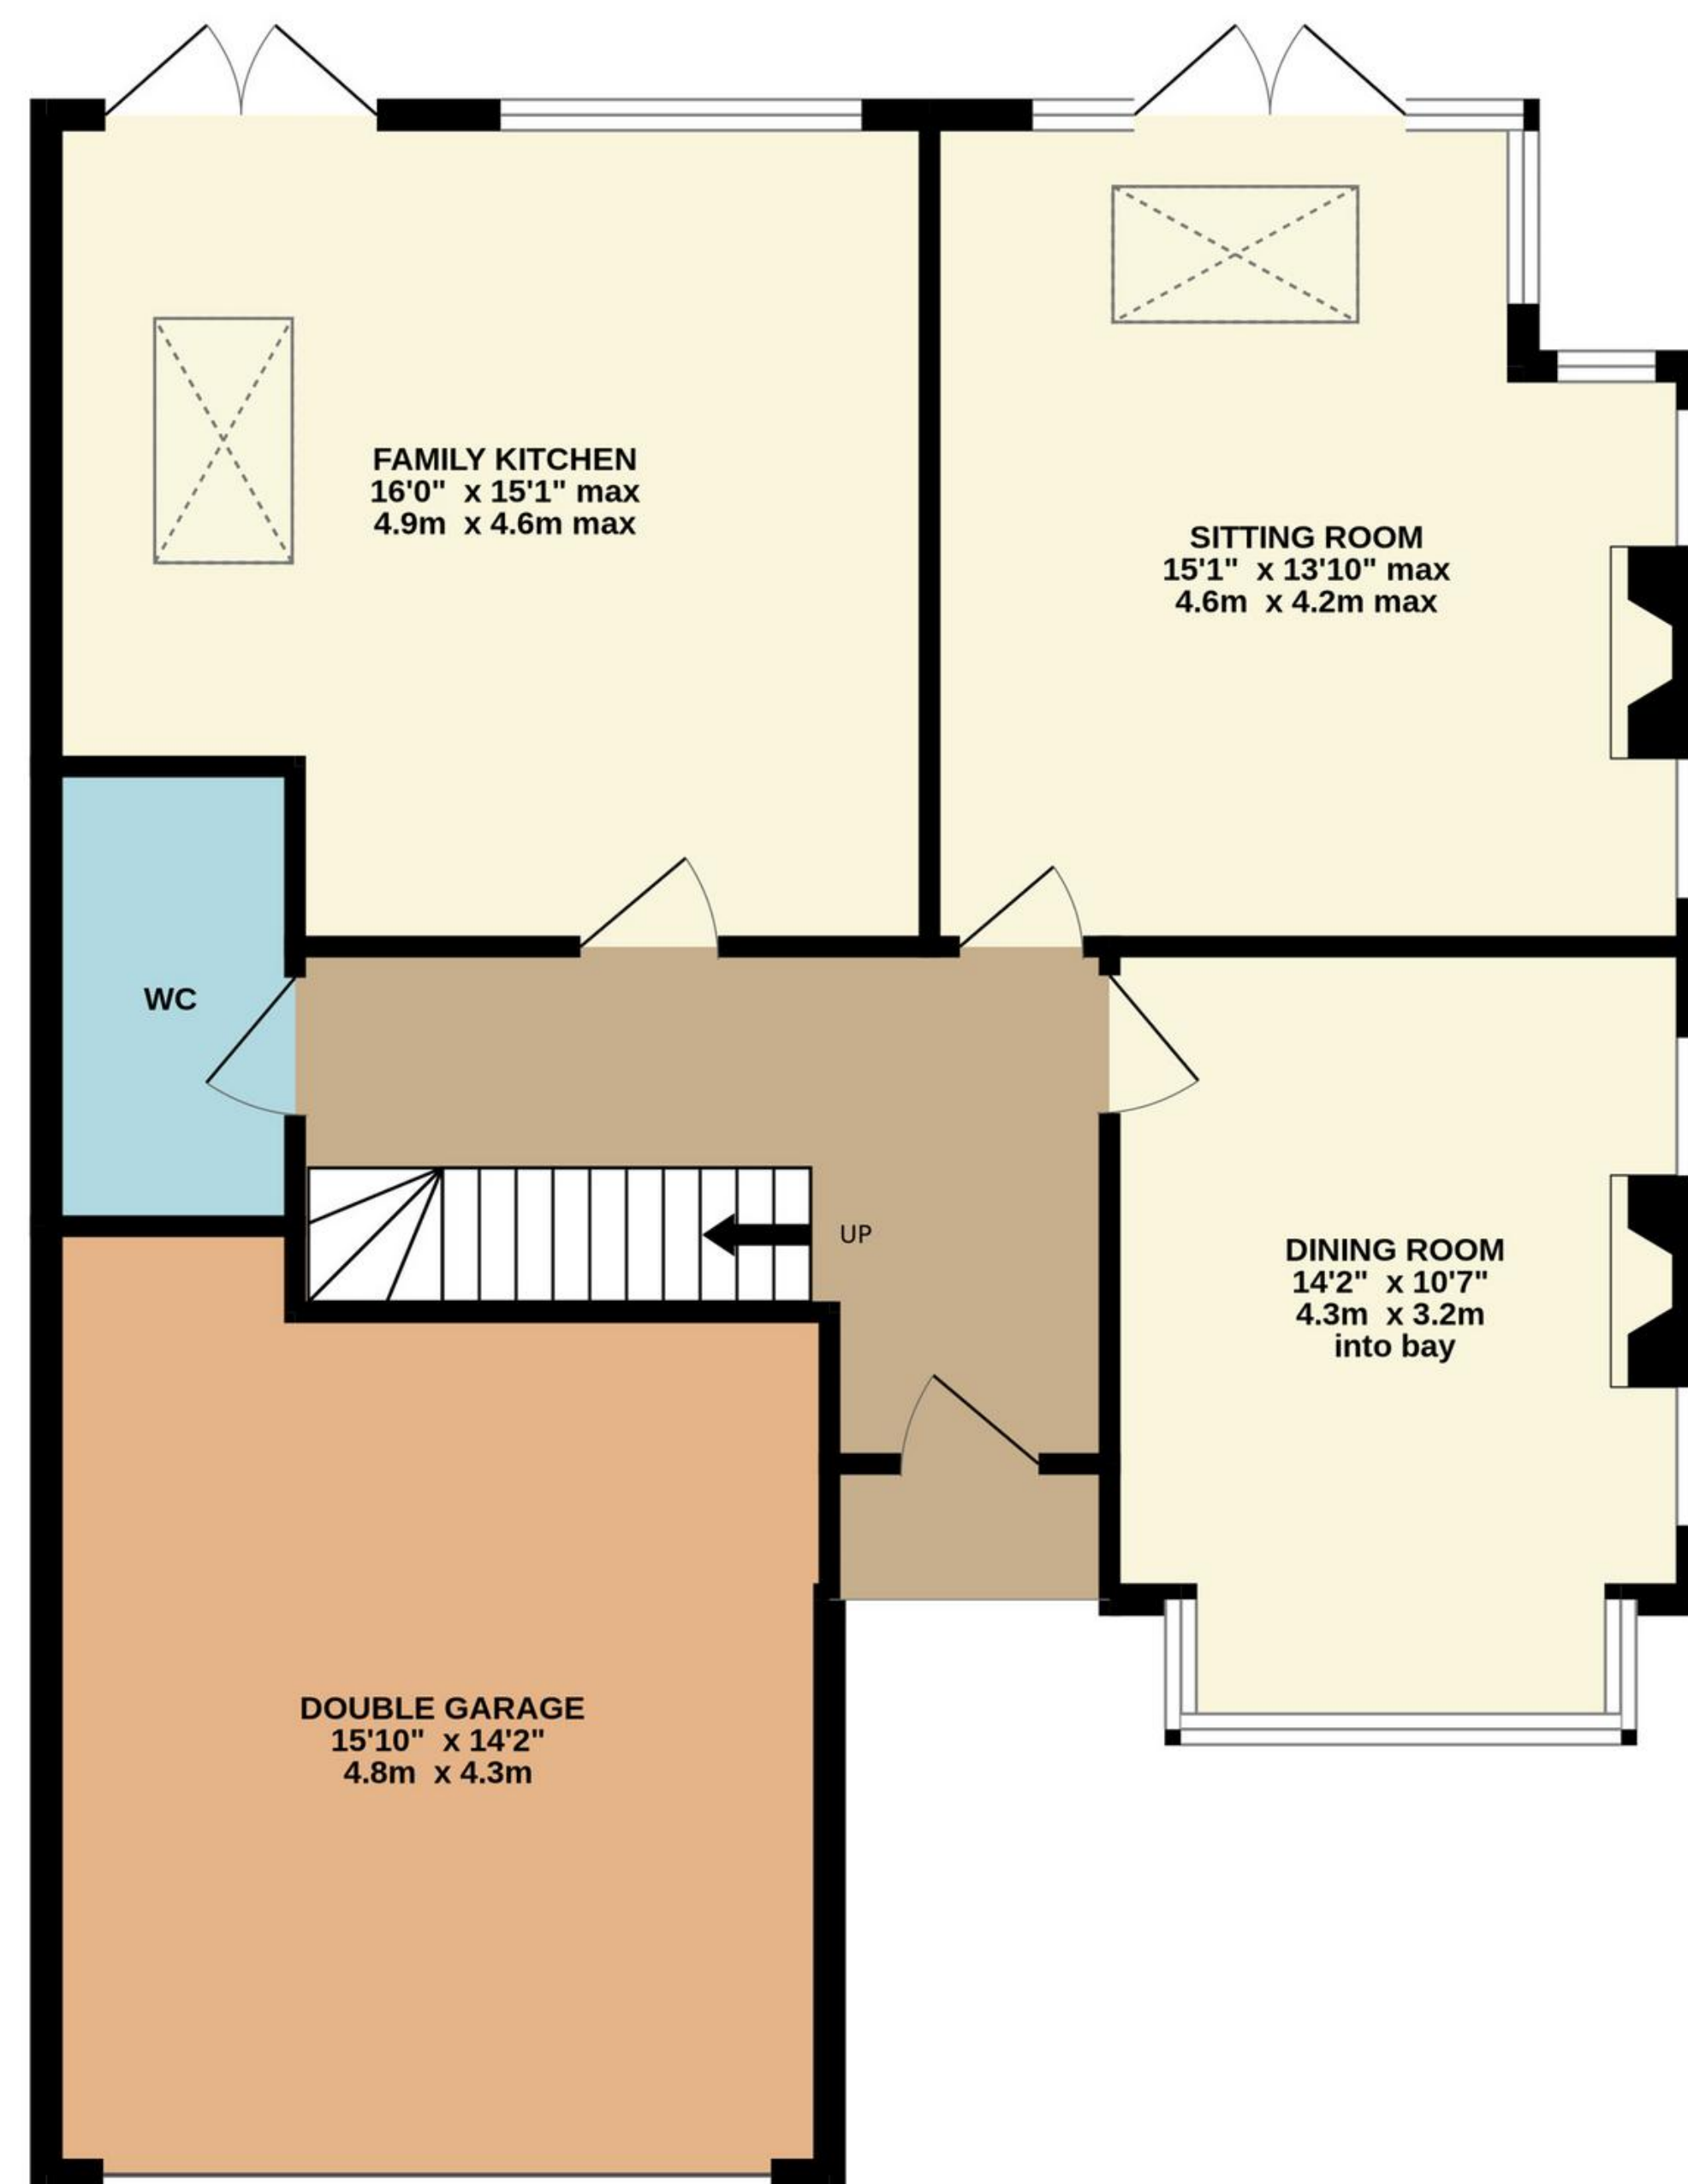 FAMILY KITCHEN
16'0" x 15'1" max
4.9m x 4.6m max
SITTING ROOM
15'1" x 13'10" max
4.6m x 4.2m max
WC
UP
DINING ROOM
14'2" x 10'7"
4.3m x 3.2m
into bay
DOUBLE GARAGE
15'10" x 14'2"
4.8m x 4.3m